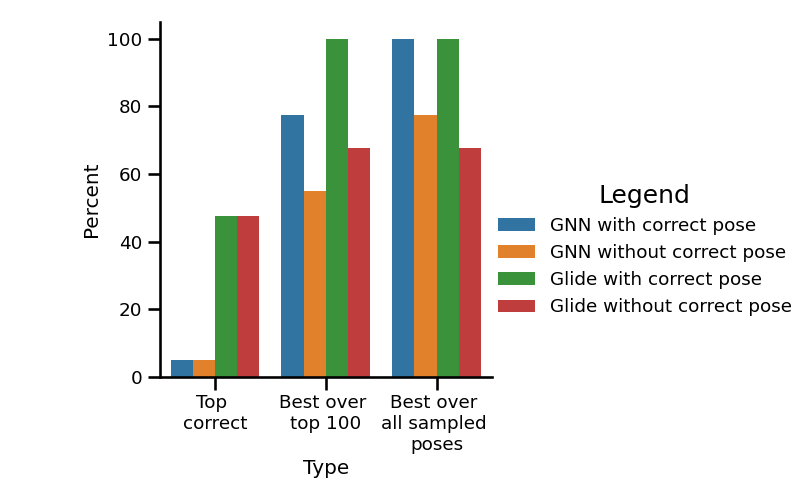 100
80
60
40
20
0
Percent
Top
correct
Best over
top 100
Best over
all sampled
poses
Type
Legend
GNN with correct pose
GNN without correct pose
Glide with correct pose
Glide without correct pose